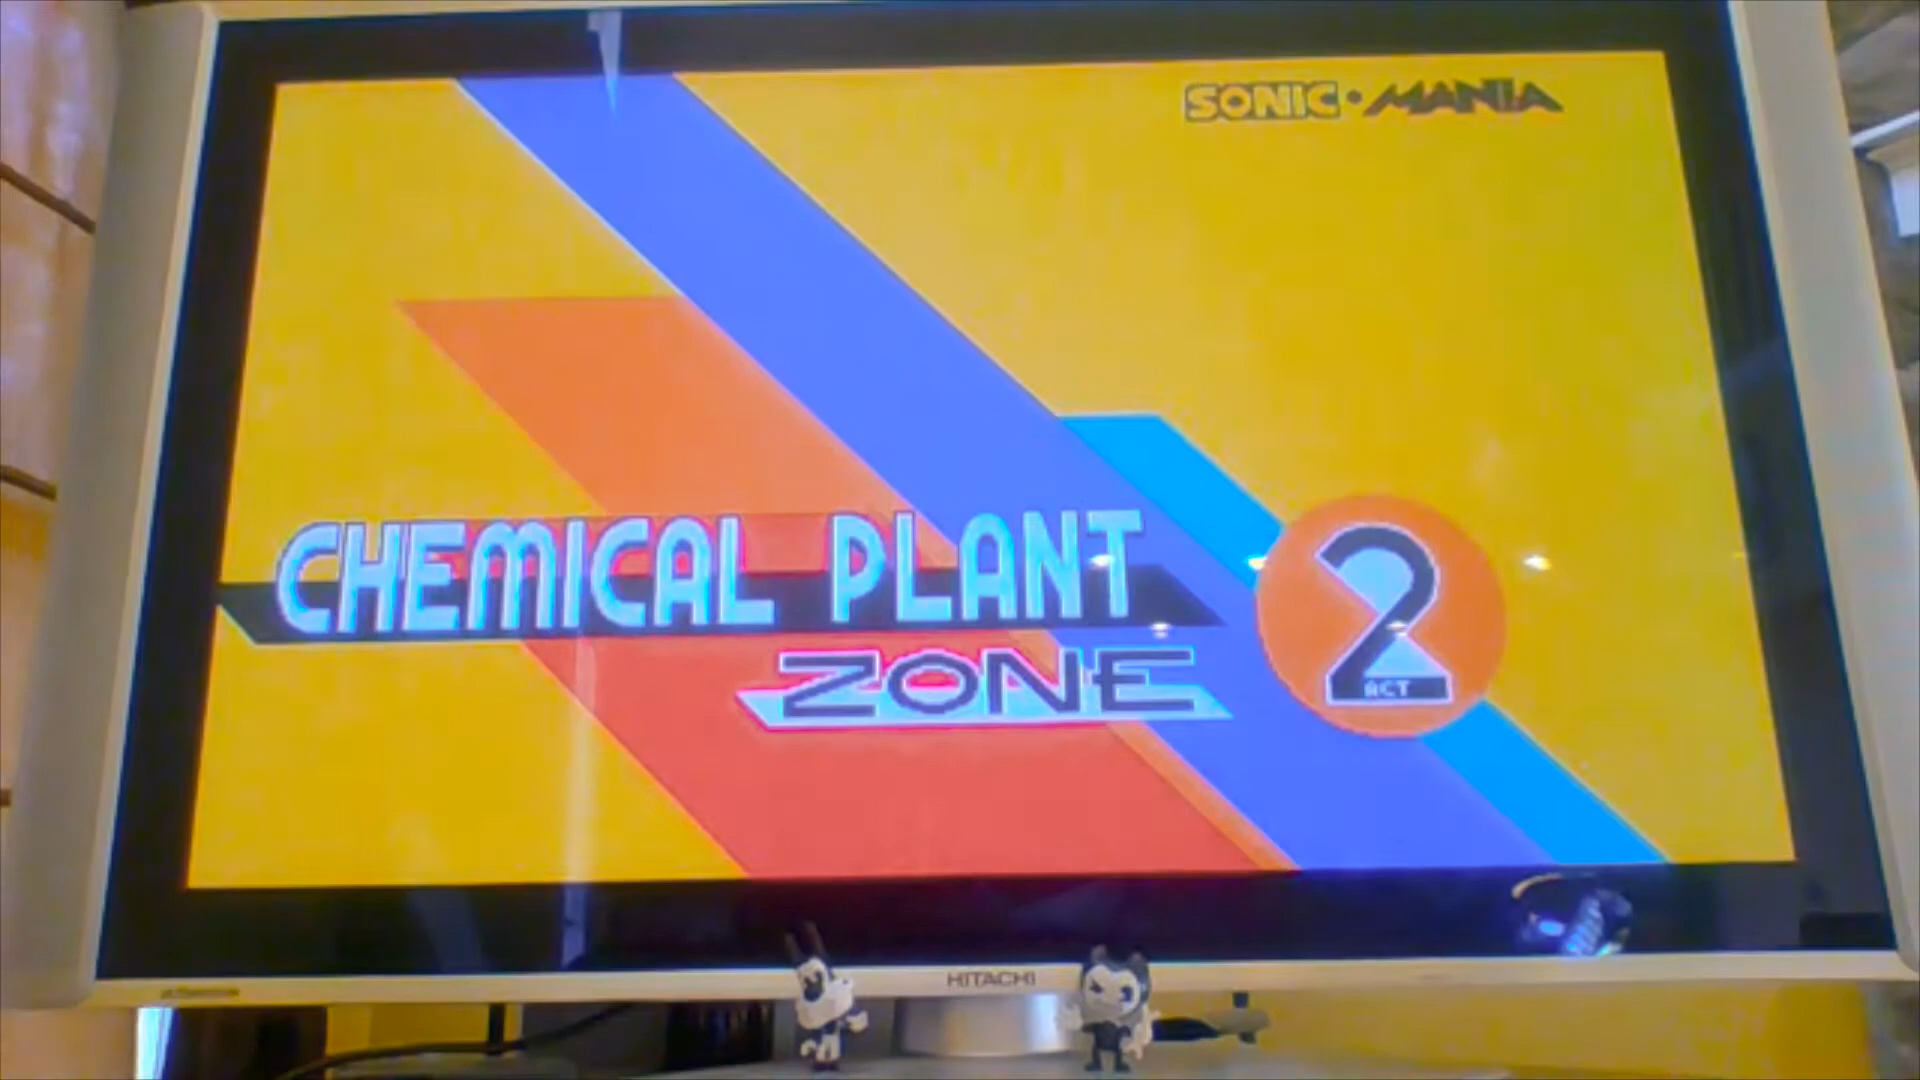 SONIC • MANIA
CHEMICAL PLANT
ZONE
2
ACT
HITACHI